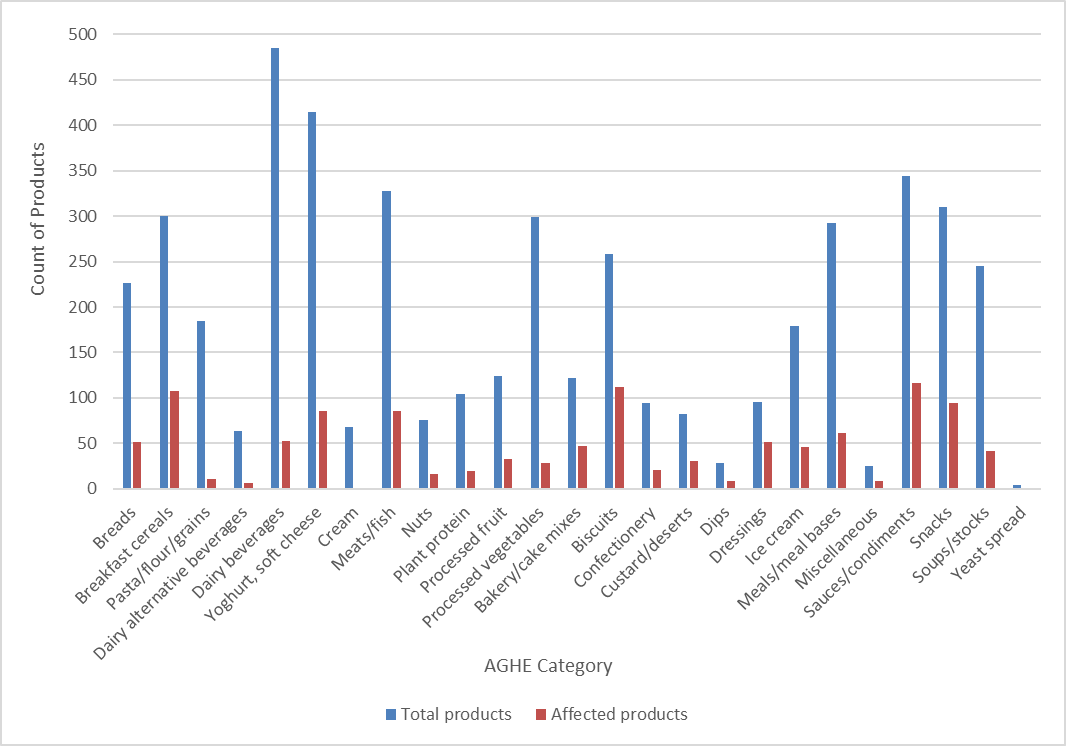 500
450
400
350
300
250
200
150
100
50
0
Count of Products
Breads
Breakfast cereals
Pasta/flour/grains
Dairy alternative beverages
Dairy beverages
Yoghurt, soft cheese
Cream
Meats/fish
Nuts
Plant protein
Processed fruit
Processed vegetables
Bakery/cake mixes
Biscuits
Confectionery
Custard/deserts
Dips
Dressings
Ice cream
Meals/meal bases
Miscellaneous
Sauces/condiments
Snacks
Soups/stocks
Yeast spread
AGHE Category
Total products
Affected products